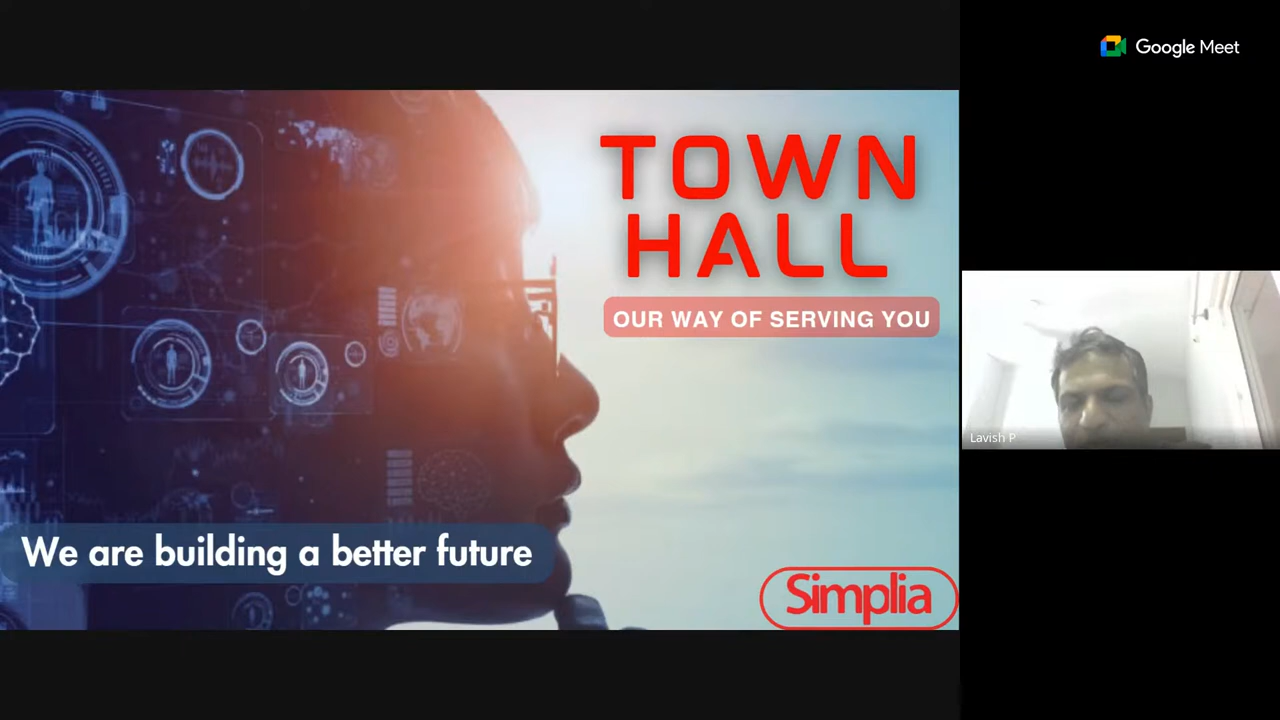 Google Meet
TOWN
HALL
OUR WAY OF SERVING YOU
Lavish P
We are building a better future
Simplia